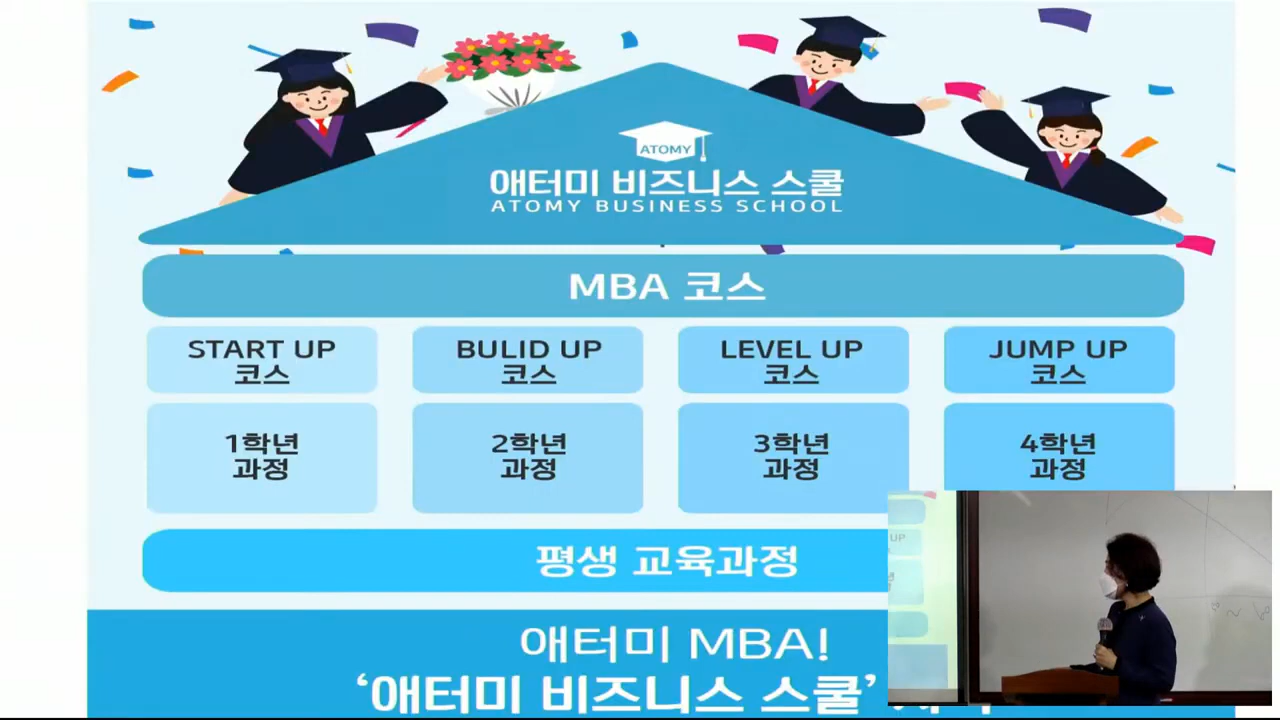 ATOMY
애터미 비즈니스 스쿨
ATOMY BUSINESS SCHOOL
MBA 코스
START UP
코스
BULID UP
코스
LEVEL UP
코스
JUMP UP
코스
1학년
과정
2학년
과정
3학년
과정
4학년
과정
평생 교육과정
애터미 MBA!
‘애터미 비즈니스 스쿨’
UP